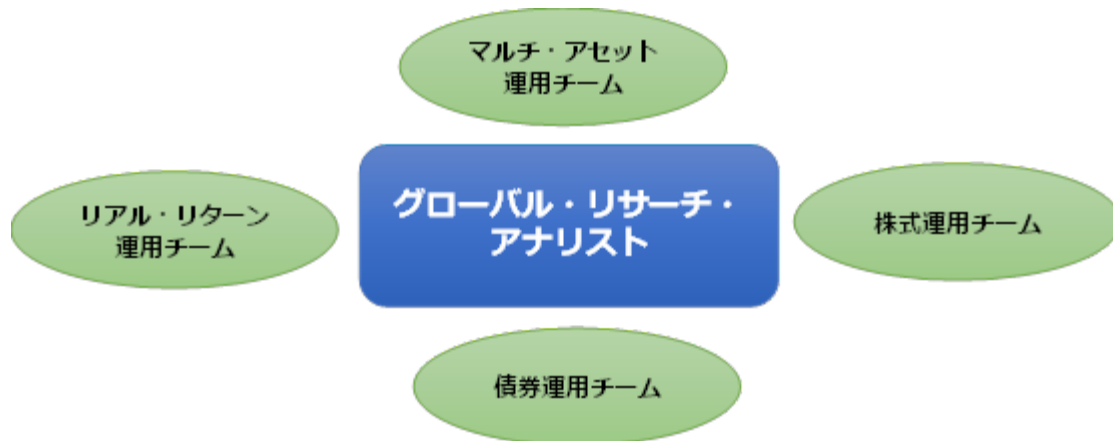 マルチ・アセット
運用チーム
グローバル・リサーチ・
アナリスト
リアル・リターン
運用チーム
株式運用チーム
債券運用チーム